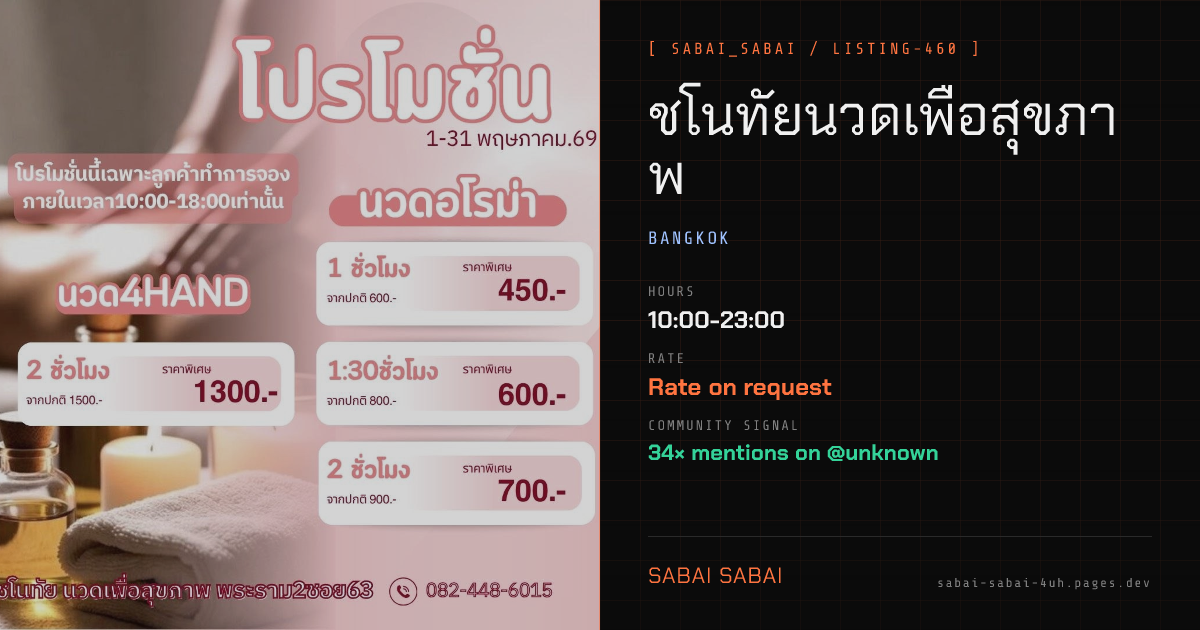 โปรโมชั่น
1-31 พฤษภาคม.69
โปรโมชั่นนี้เฉพาะลูกค้าทำการจอง
ภายในเวลา10:00-18:00เท่านั้น
นวดอโรม่า
1 ชั่วโมง
ราคาพิเศษ
จากปกติ 600.-
450.-
นวด4HAND
2 ชั่วโมง
ราคาพิเศษ
จากปกติ 1500.-
1300.-
1:30ชั่วโมง
ราคาพิเศษ
จากปกติ 800.-
600.-
2 ชั่วโมง
ราคาพิเศษ
จากปกติ 900.-
700.-
ชโนทัย นวดเพื่อสุขภาพ พระราม2ซอย63
082-448-6015
[ SABAI_SABAI / LISTING-460 ]
ชโนทัยนวดเพือสุขภา
พ
BANGKOK
HOURS
10:00-23:00
RATE
Rate on request
COMMUNITY SIGNAL
34× mentions on @unknown
SABAI SABAI
sabai-sabai-4uh.pages.dev